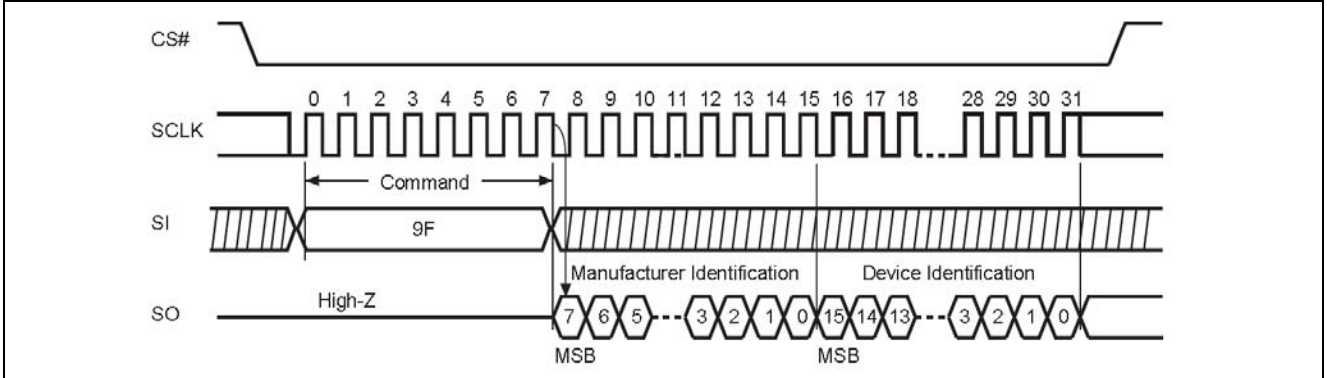 CS#
0 1 2 3 4 5 6 7 8 9 10 11 12 13 14 15 16 17 18 28 29 30 31
SCLK
Command
SI
9F
Manufacturer Identification Device Identification
High-Z
SO
7 6 5 3 2 1 0 15 14 13 3 2 1 0
MSB MSB